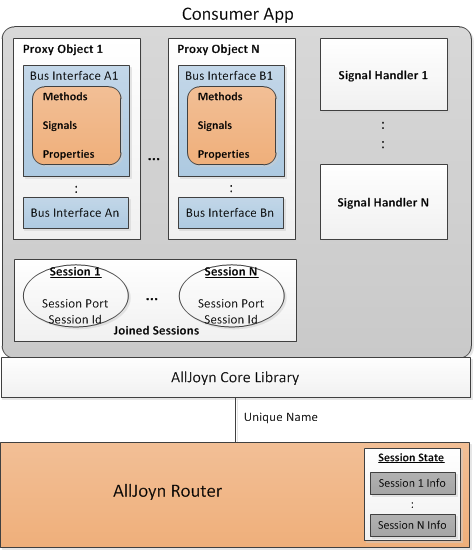 Consumer App
Proxy Object 1
Bus Interface A1
Methods
Signals
Properties
:
Bus Interface An
...
Proxy Object N
Bus Interface B1
Methods
Signals
Properties
:
Bus Interface Bn
Signal Handler 1
:
:
Signal Handler N
Session 1
Session Port
Session Id
...
Session N
Session Port
Session Id
Joined Sessions
AllJoyn Core Library
Unique Name
AllJoyn Router
Session State
Session 1 Info
:
Session N Info